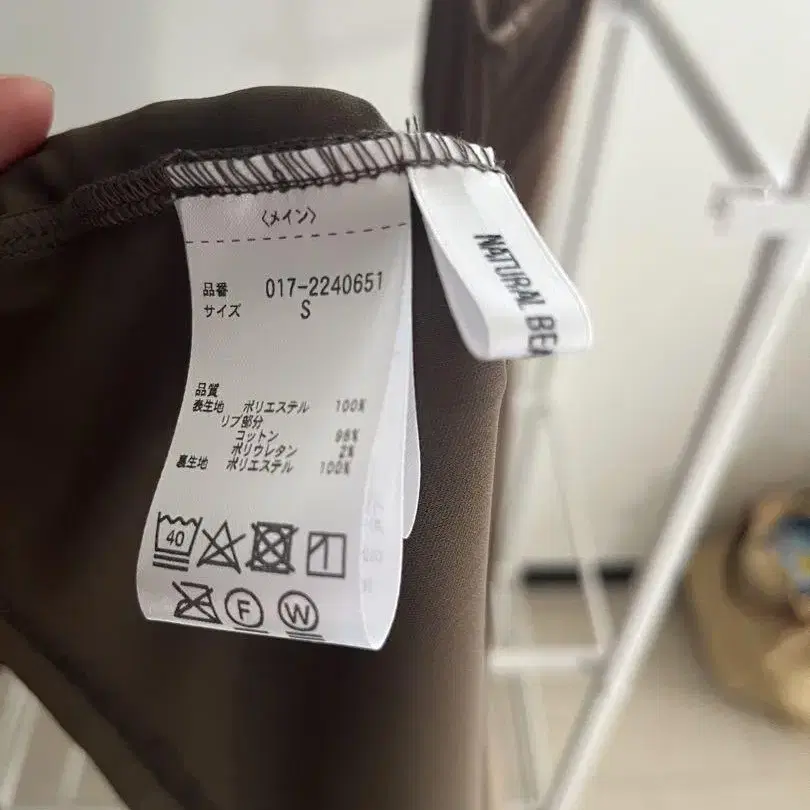 〈メイン〉
品番 017-2240651
サイズ S
品質
表生地 ポリエステル 100%
リブ部分
コットン 98%
ポリウレタン 2%
裏生地 ポリエステル 100%
40
F
W
NATURAL